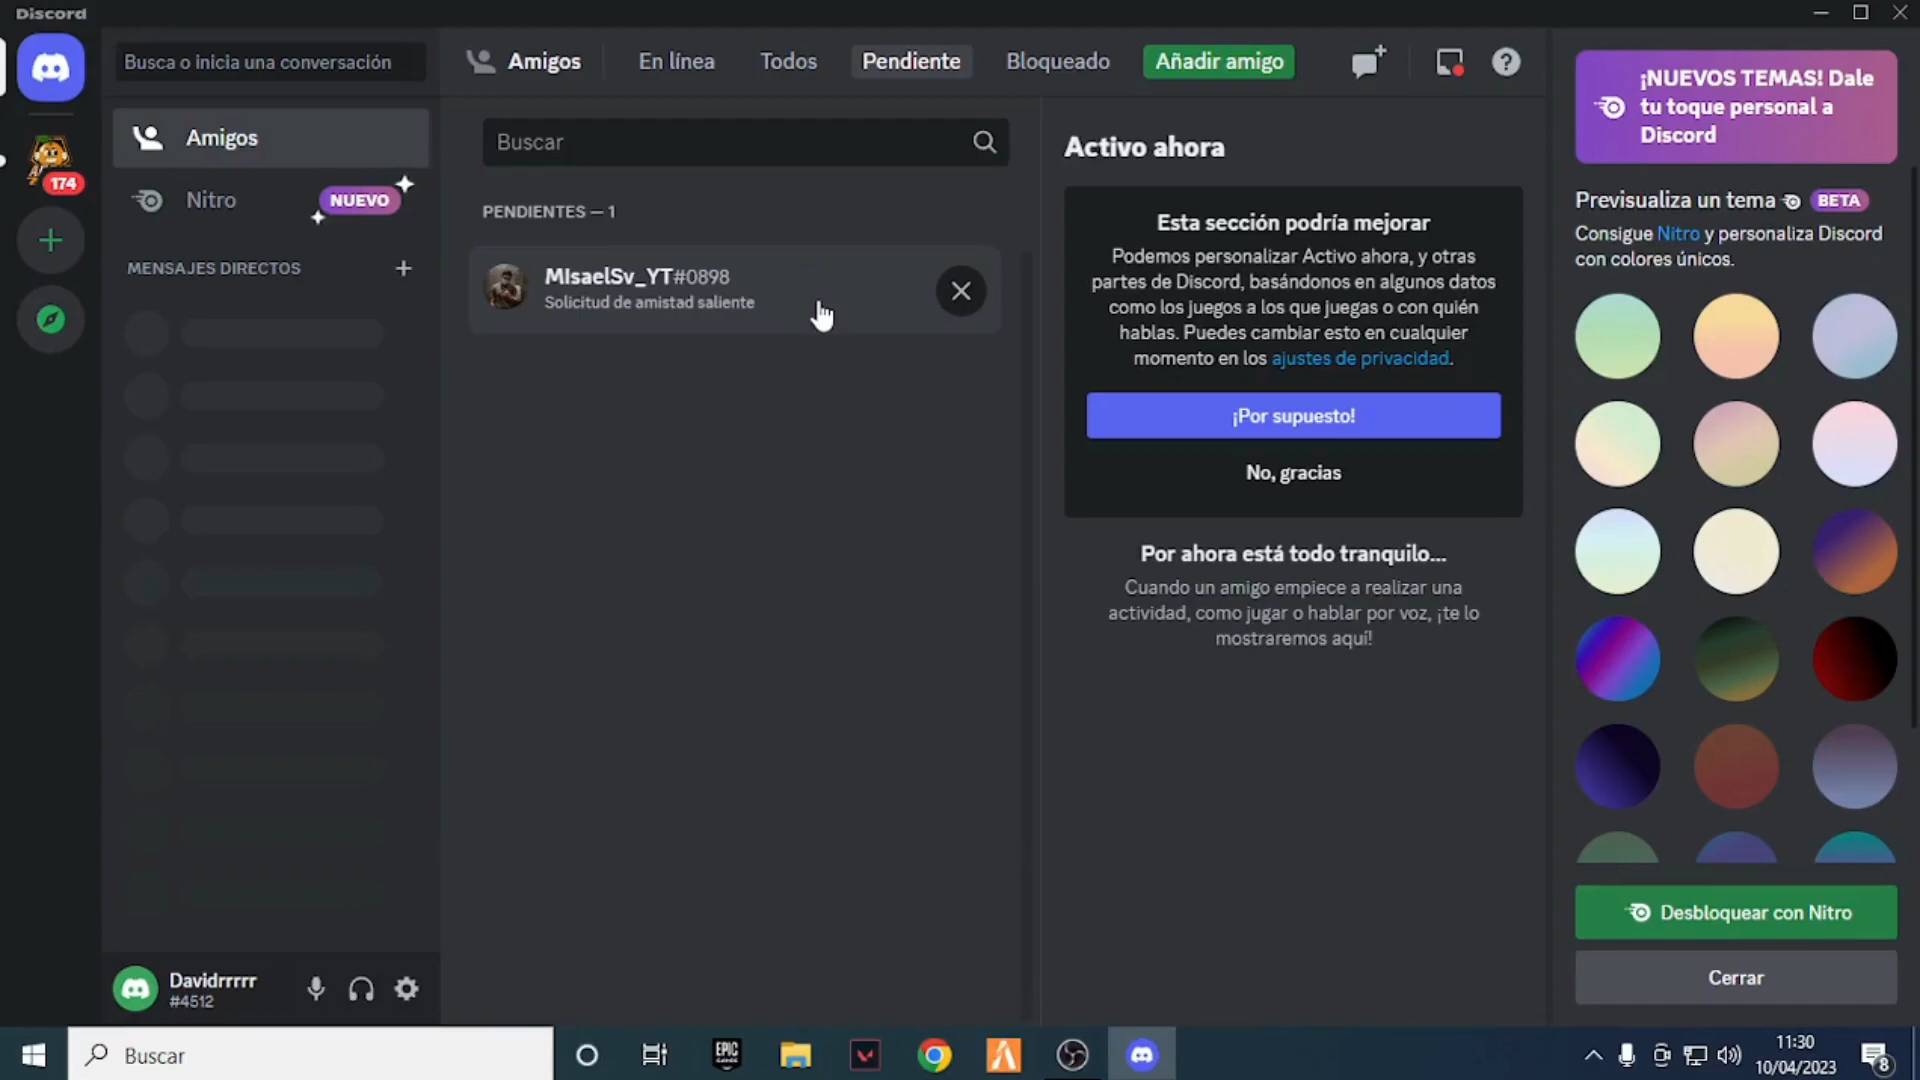 Discord
Busca o inicia una conversación
Amigos
En línea
Todos
Pendiente
Bloqueado
Añadir amigo
174
Amigos
Nitro
NUEVO
MENSAJES DIRECTOS
Buscar
PENDIENTES — 1
MIsaelSv_YT#0898
Solicitud de amistad saliente
Activo ahora
Esta sección podría mejorar
Podemos personalizar Activo ahora, y otras
partes de Discord, basándonos en algunos datos
como los juegos a los que juegas o con quién
hablas. Puedes cambiar esto en cualquier
momento en los ajustes de privacidad.
¡Por supuesto!
No, gracias
Por ahora está todo tranquilo...
Cuando un amigo empiece a realizar una
actividad, como jugar o hablar por voz, ¡te lo
mostraremos aquí!
¡NUEVOS TEMAS! Dale
tu toque personal a
Discord
Previsualiza un tema
BETA
Consigue Nitro y personaliza Discord
con colores únicos.
Desbloquear con Nitro
Cerrar
Davidrrrrr
#4512
Buscar
EPIC
GAMES
11:30
10/04/2023
8